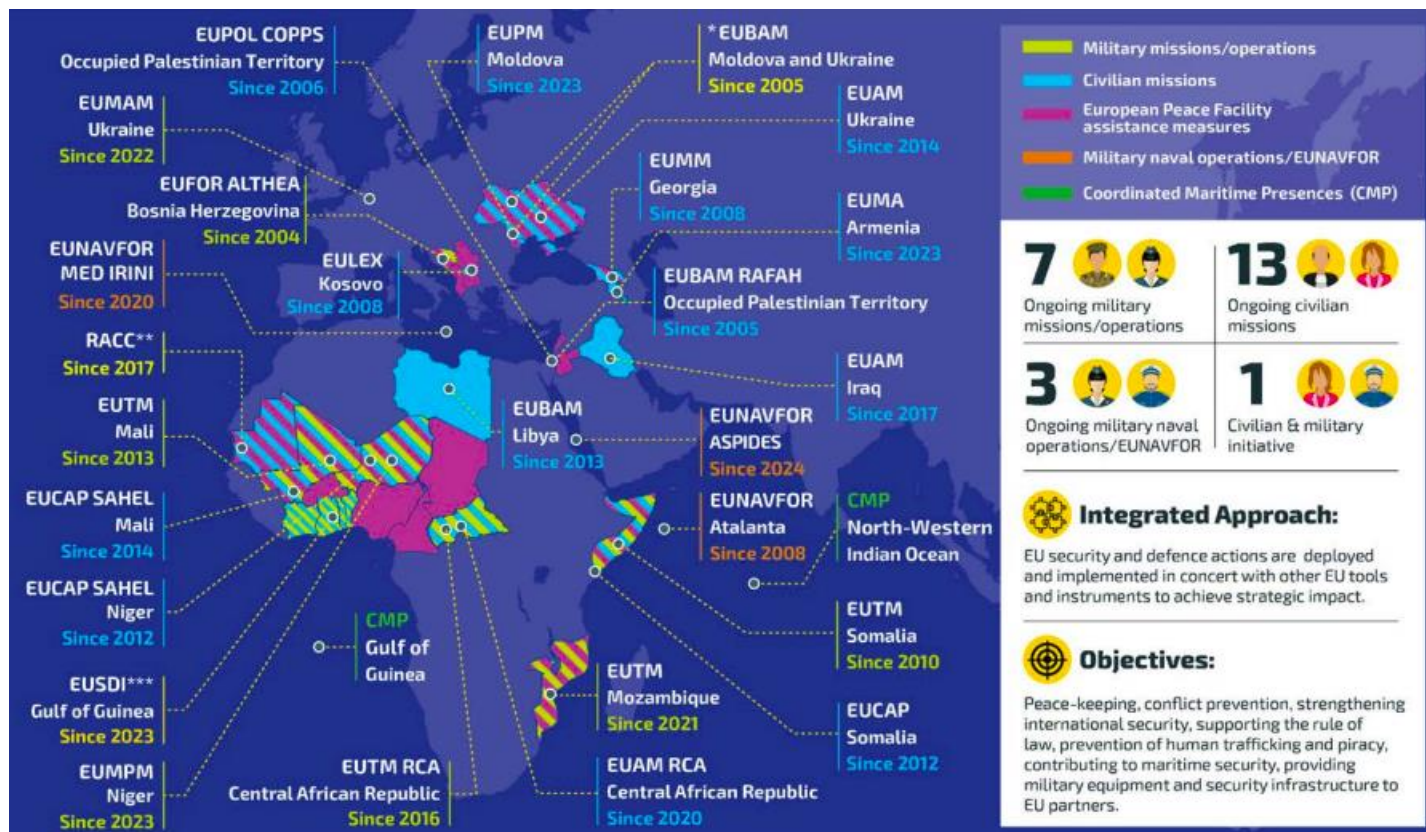 EUPOL COPPS
Occupied Palestinian Territory
Since 2006
EUPM
Moldova
Since 2023
*EUBAM
Moldova and Ukraine
Since 2005
EUMAM
Ukraine
Since 2022
EUAM
Ukraine
Since 2014
EUFOR ALTHEA
Bosnia Herzegovina
Since 2004
EUMM
Georgia
Since 2008
EUMA
Armenia
Since 2023
EUNAVFOR
MED IRINI
Since 2020
EULEX
Kosovo
Since 2008
EUBAM RAFAH
Occupied Palestinian Territory
Since 2005
RACC**
Since 2017
EUAM
Iraq
Since 2017
EUTM
Mali
Since 2013
EUBAM
Libya
Since 2013
EUNAVFOR
ASPIDES
Since 2024
EUCAP SAHEL
Mali
Since 2014
EUNAVFOR
Atalanta
Since 2008
CMP
North-Western
Indian Ocean
EUCAP SAHEL
Niger
Since 2012
CMP
Gulf of
Guinea
EUTM
Somalia
Since 2010
EUSDI***
Gulf of Guinea
Since 2023
EUTM
Mozambique
Since 2021
EUCAP
Somalia
Since 2012
EUMPM
Niger
Since 2023
EUTM RCA
Central African Republic
Since 2016
EUAM RCA
Central African Republic
Since 2020
Military missions/operations
Civilian missions
European Peace Facility
assistance measures
Military naval operations/EUNAVFOR
Coordinated Maritime Presences (CMP)
7
Ongoing military
missions/operations
13
Ongoing civilian
missions
3
Ongoing military naval
operations/EUNAVFOR
1
Civilian & military
initiative
Integrated Approach:
EU security and defence actions are deployed
and implemented in concert with other EU tools
and instruments to achieve strategic impact.
Objectives:
Peace-keeping, conflict prevention, strengthening
international security, supporting the rule of
law, prevention of human trafficking and piracy,
contributing to maritime security, providing
military equipment and security infrastructure to
EU partners.